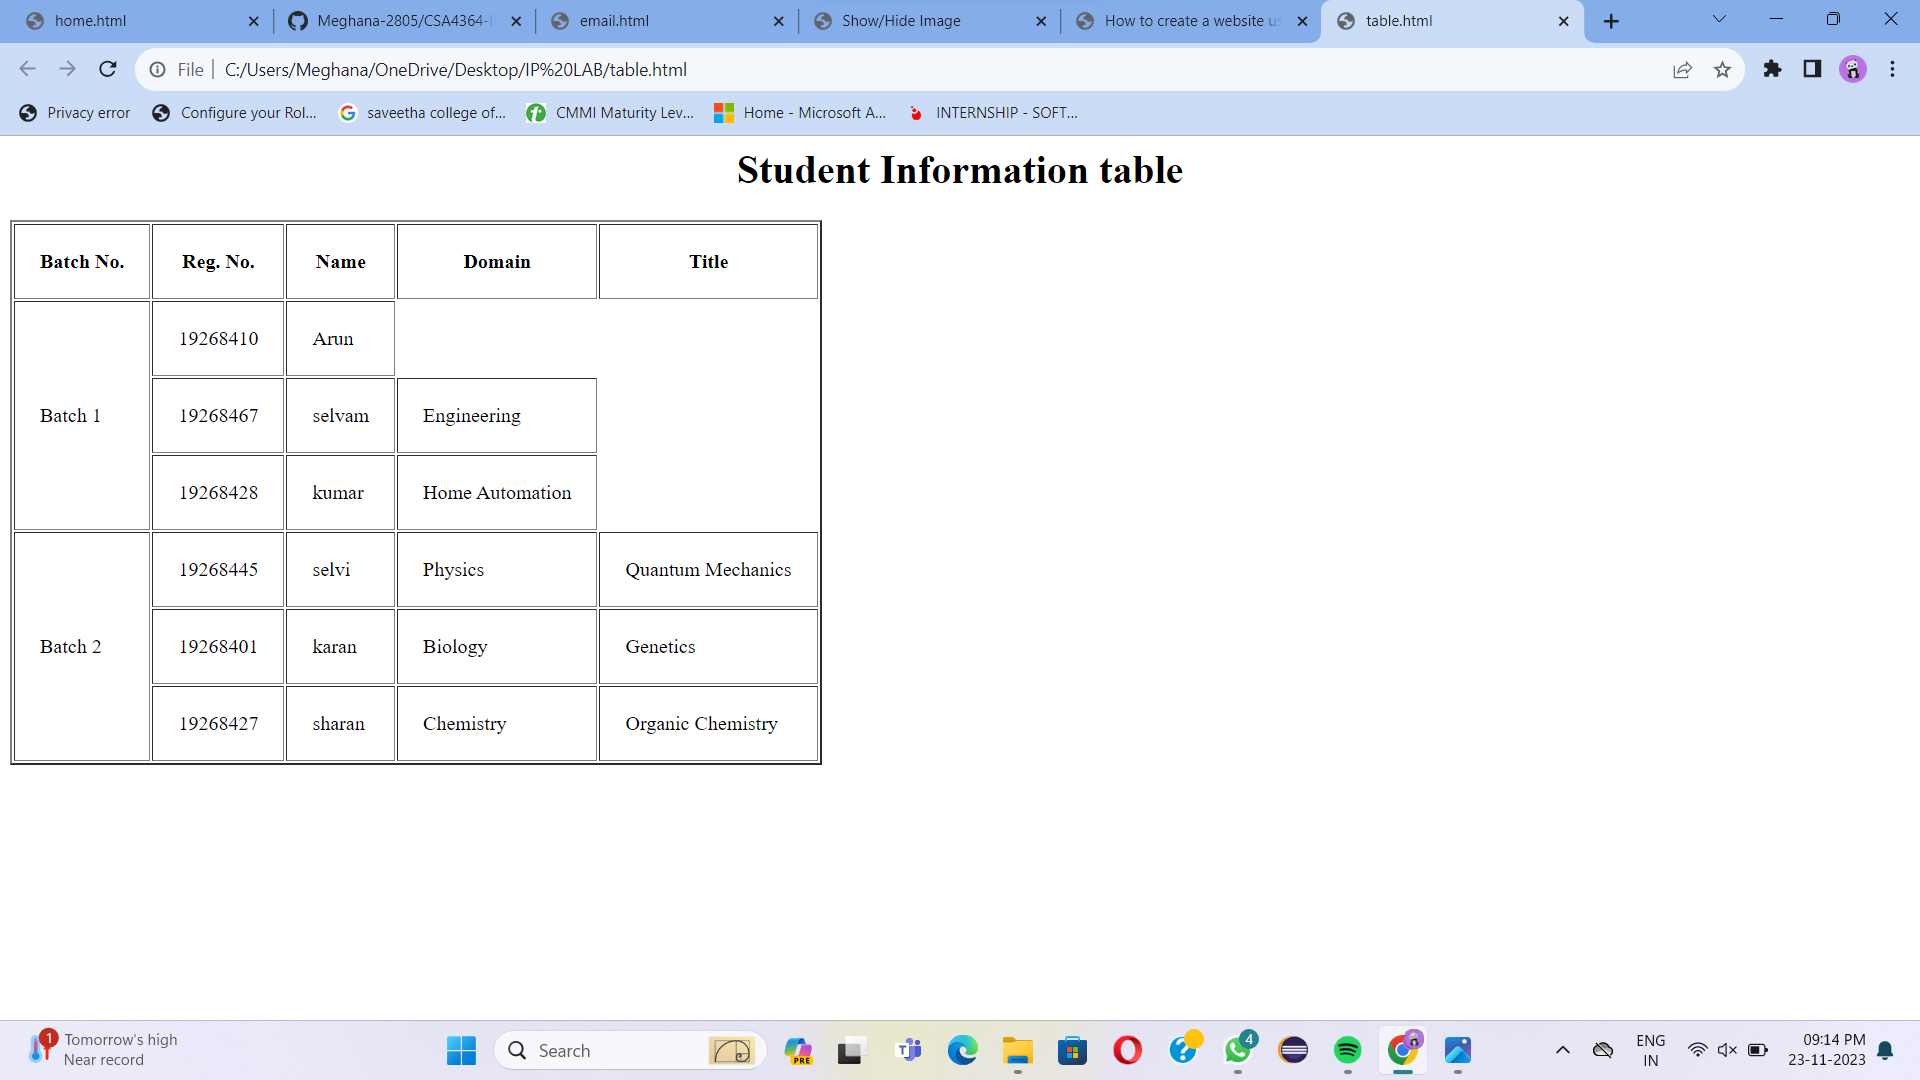 home.html
Meghana-2805/CSA4364-I
email.html
Show/Hide Image
How to create a website us
table.html
File
C:/Users/Meghana/OneDrive/Desktop/IP%20LAB/table.html
Privacy error
Configure your Rol...
saveetha college of...
CMMI Maturity Lev...
Home - Microsoft A...
INTERNSHIP - SOFT...
Student Information table
Batch No. Reg. No. Name Domain Title
19268410 Arun
Batch 1 19268467 selvam Engineering
19268428 kumar Home Automation
19268445 selvi Physics Quantum Mechanics
Batch 2 19268401 karan Biology Genetics
19268427 sharan Chemistry Organic Chemistry
1
Tomorrow's high
Near record
Search
PRE
4
ENG
IN
09:14 PM
23-11-2023